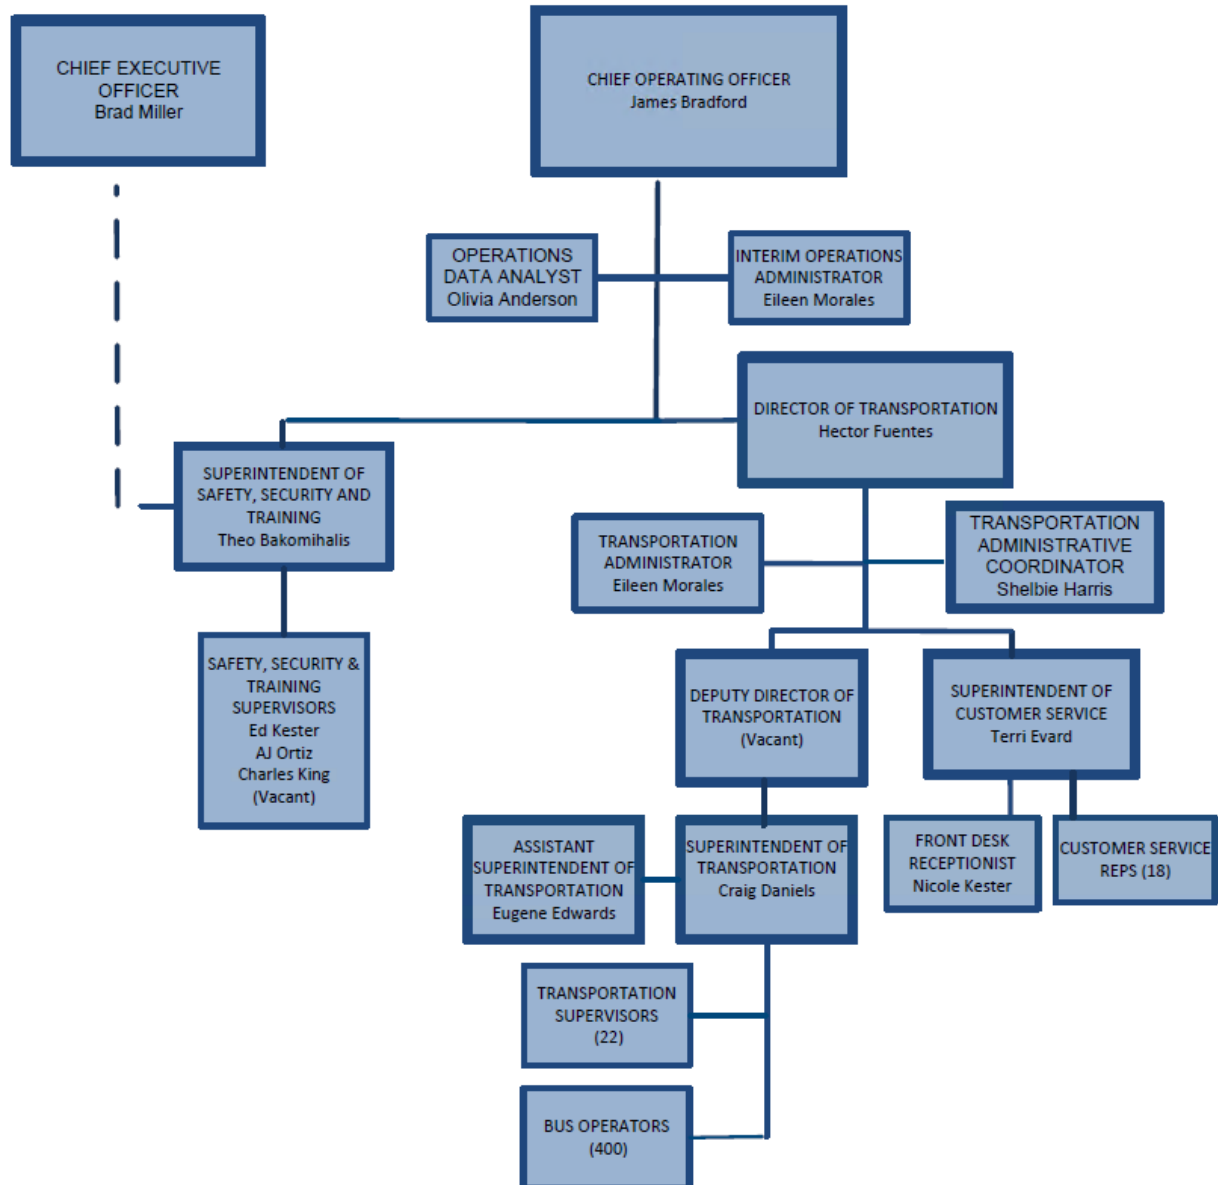 CHIEF EXECUTIVE
OFFICER
Brad Miller
CHIEF OPERATING OFFICER
James Bradford
OPERATIONS
DATA ANALYST
Olivia Anderson
INTERIM OPERATIONS
ADMINISTRATOR
Eileen Morales
DIRECTOR OF TRANSPORTATION
Hector Fuentes
SUPERINTENDENT OF
SAFETY, SECURITY AND
TRAINING
Theo Bakomihalis
TRANSPORTATION
ADMINISTRATOR
Eileen Morales
TRANSPORTATION
ADMINISTRATIVE
COORDINATOR
Shelbie Harris
SAFETY, SECURITY &
TRAINING
SUPERVISORS
Ed Kester
AJ Ortiz
Charles King
(Vacant)
DEPUTY DIRECTOR OF
TRANSPORTATION
(Vacant)
SUPERINTENDENT OF
CUSTOMER SERVICE
Terri Evard
ASSISTANT
SUPERINTENDENT OF
TRANSPORTATION
Eugene Edwards
SUPERINTENDENT OF
TRANSPORTATION
Craig Daniels
FRONT DESK
RECEPTIONIST
Nicole Kester
CUSTOMER SERVICE
REPS (18)
TRANSPORTATION
SUPERVISORS
(22)
BUS OPERATORS
(400)